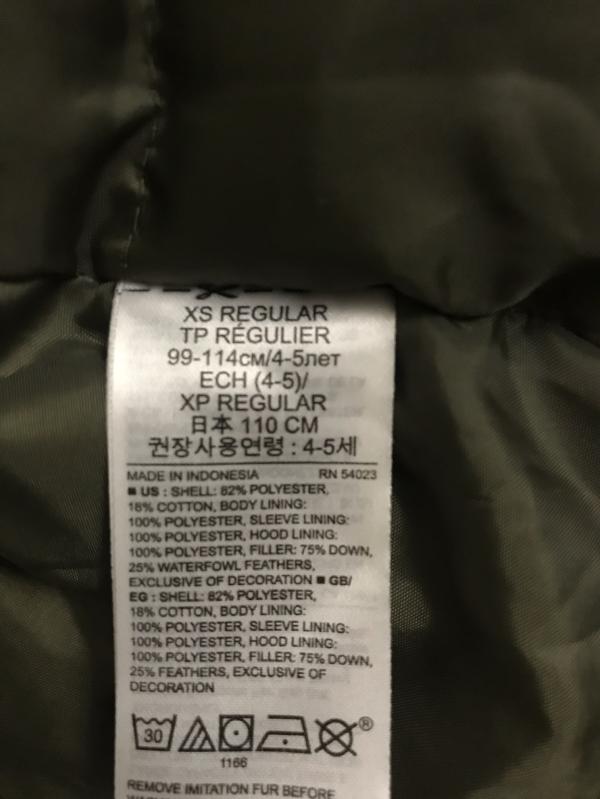 XS REGULAR
TP RÉGULIER
99-114см/4-5лет
ECH (4-5)/
XP REGULAR
日本 110 CM
권장사용연령 : 4-5세
MADE IN INDONESIA RN 54023
■ US : SHELL: 82% POLYESTER,
18% COTTON, BODY LINING:
100% POLYESTER, SLEEVE LINING:
100% POLYESTER, HOOD LINING:
100% POLYESTER, FILLER: 75% DOWN,
25% WATERFOWL FEATHERS,
EXCLUSIVE OF DECORATION ■ GB/
EG : SHELL: 82% POLYESTER,
18% COTTON, BODY LINING:
100% POLYESTER, SLEEVE LINING:
100% POLYESTER, HOOD LINING:
100% POLYESTER, FILLER: 75% DOWN,
25% FEATHERS, EXCLUSIVE OF
DECORATION
30 ®
1166
REMOVE IMITATION FUR BEFORE